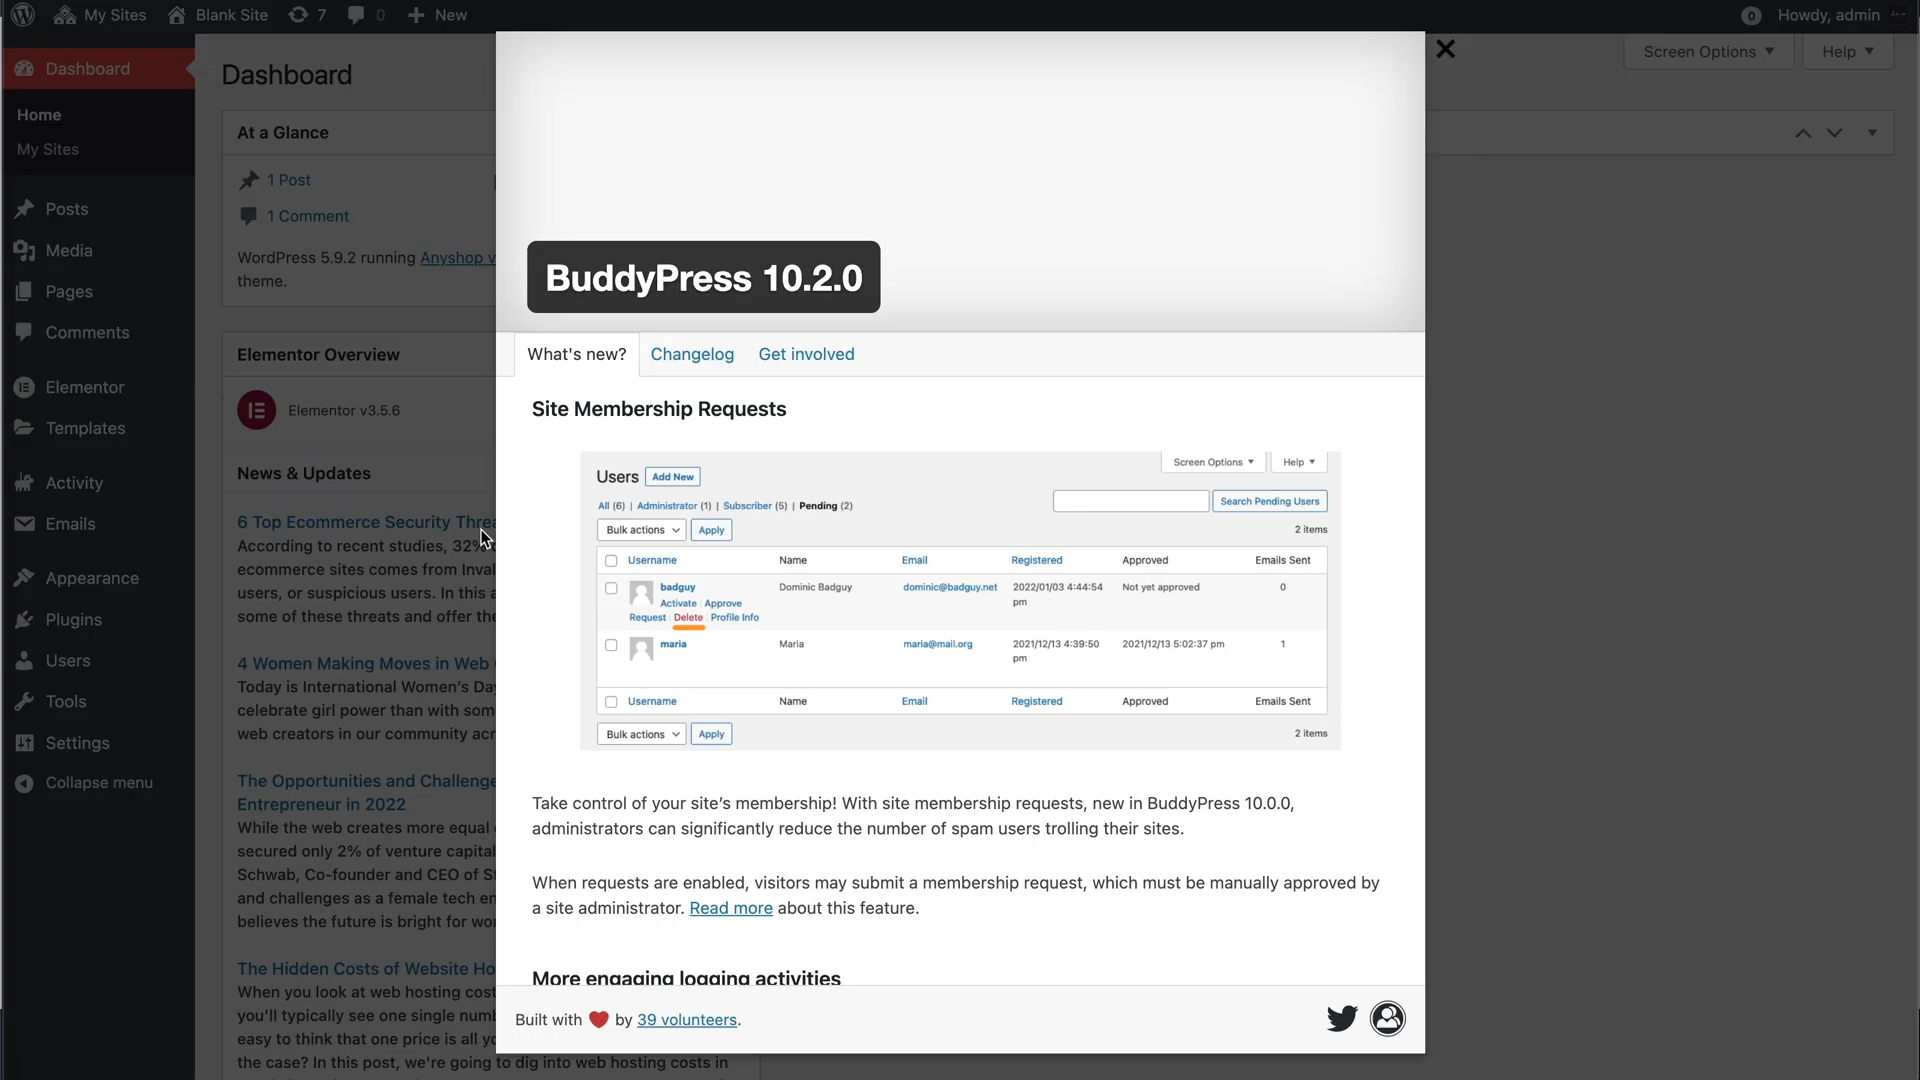 My Sites
Blank Site
7
0
New
0
Howdy, admin
Dashboard
Home
My Sites
Posts
Media
Pages
Comments
Elementor
Templates
Activity
Emails
Appearance
Plugins
Users
Tools
Settings
Collapse menu
Dashboard
Screen Options
Help
At a Glance
1 Post
1 Comment
WordPress 5.9.2 running Anyshop v
theme.
Elementor Overview
Elementor v3.5.6
News & Updates
6 Top Ecommerce Security Threa
According to recent studies, 32%
ecommerce sites comes from Inval
users, or suspicious users. In this a
some of these threats and offer the
4 Women Making Moves in Web
Today is International Women's Day
celebrate girl power than with som
web creators in our community acr
The Opportunities and Challenge
Entrepreneur in 2022
While the web creates more equal
secured only 2% of venture capital
Schwab, Co-founder and CEO of St
and challenges as a female tech en
believes the future is bright for wo
The Hidden Costs of Website Ho
When you look at web hosting cost
you'll typically see one single numb
easy to think that one price is all yo
the case? In this post, we're going to dig into web hosting costs in
BuddyPress 10.2.0
What's new?
Changelog
Get involved
Site Membership Requests
Users
Add New
Screen Options
Help
All (6) | Administrator (1) | Subscriber (5) | Pending (2)
Search Pending Users
Bulk actions
Apply
2 items
Username Name Email Registered Approved Emails Sent
badguy Dominic Badguy dominic@badguy.net 2022/01/03 4:44:54 Not yet approved 0
pm
Activate | Approve
Request | Delete | Profile Info
maria Maria maria@mail.org 2021/12/13 4:39:50 2021/12/13 5:02:37 pm 1
pm
Username Name Email Registered Approved Emails Sent
Bulk actions
Apply
2 items
Take control of your site's membership! With site membership requests, new in BuddyPress 10.0.0,
administrators can significantly reduce the number of spam users trolling their sites.
When requests are enabled, visitors may submit a membership request, which must be manually approved by
a site administrator. Read more about this feature.
More engaging logging activities
Built with ❤ by 39 volunteers.